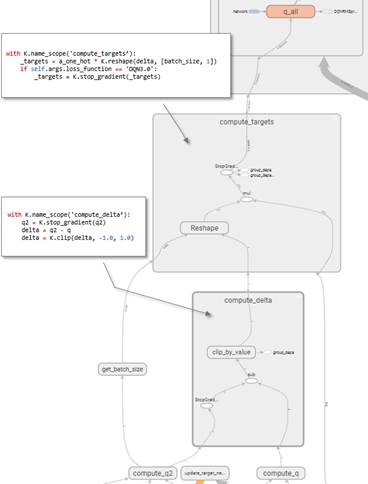 network
q_all
DQNRMSpr...
with K.name_scope('compute_targets'):
_targets = a_one_hot * K.reshape(delta, [batch_size, 1])
if self.args.loss_function == 'DQN3.0':
_targets = K.stop_gradient(_targets)
compute_targets
StopGrad...
group_deps
group_deps...
mul
Reshape
with K.name_scope('compute_delta'):
q2 = K.stop_gradient(q2)
delta = q2 - q
delta = K.clip(delta, -1.0, 1.0)
compute_delta
clip_by_value
group_deps
sub
StopGrad...
get_batch_size
compute_q2
update_target_ne...
compute_q